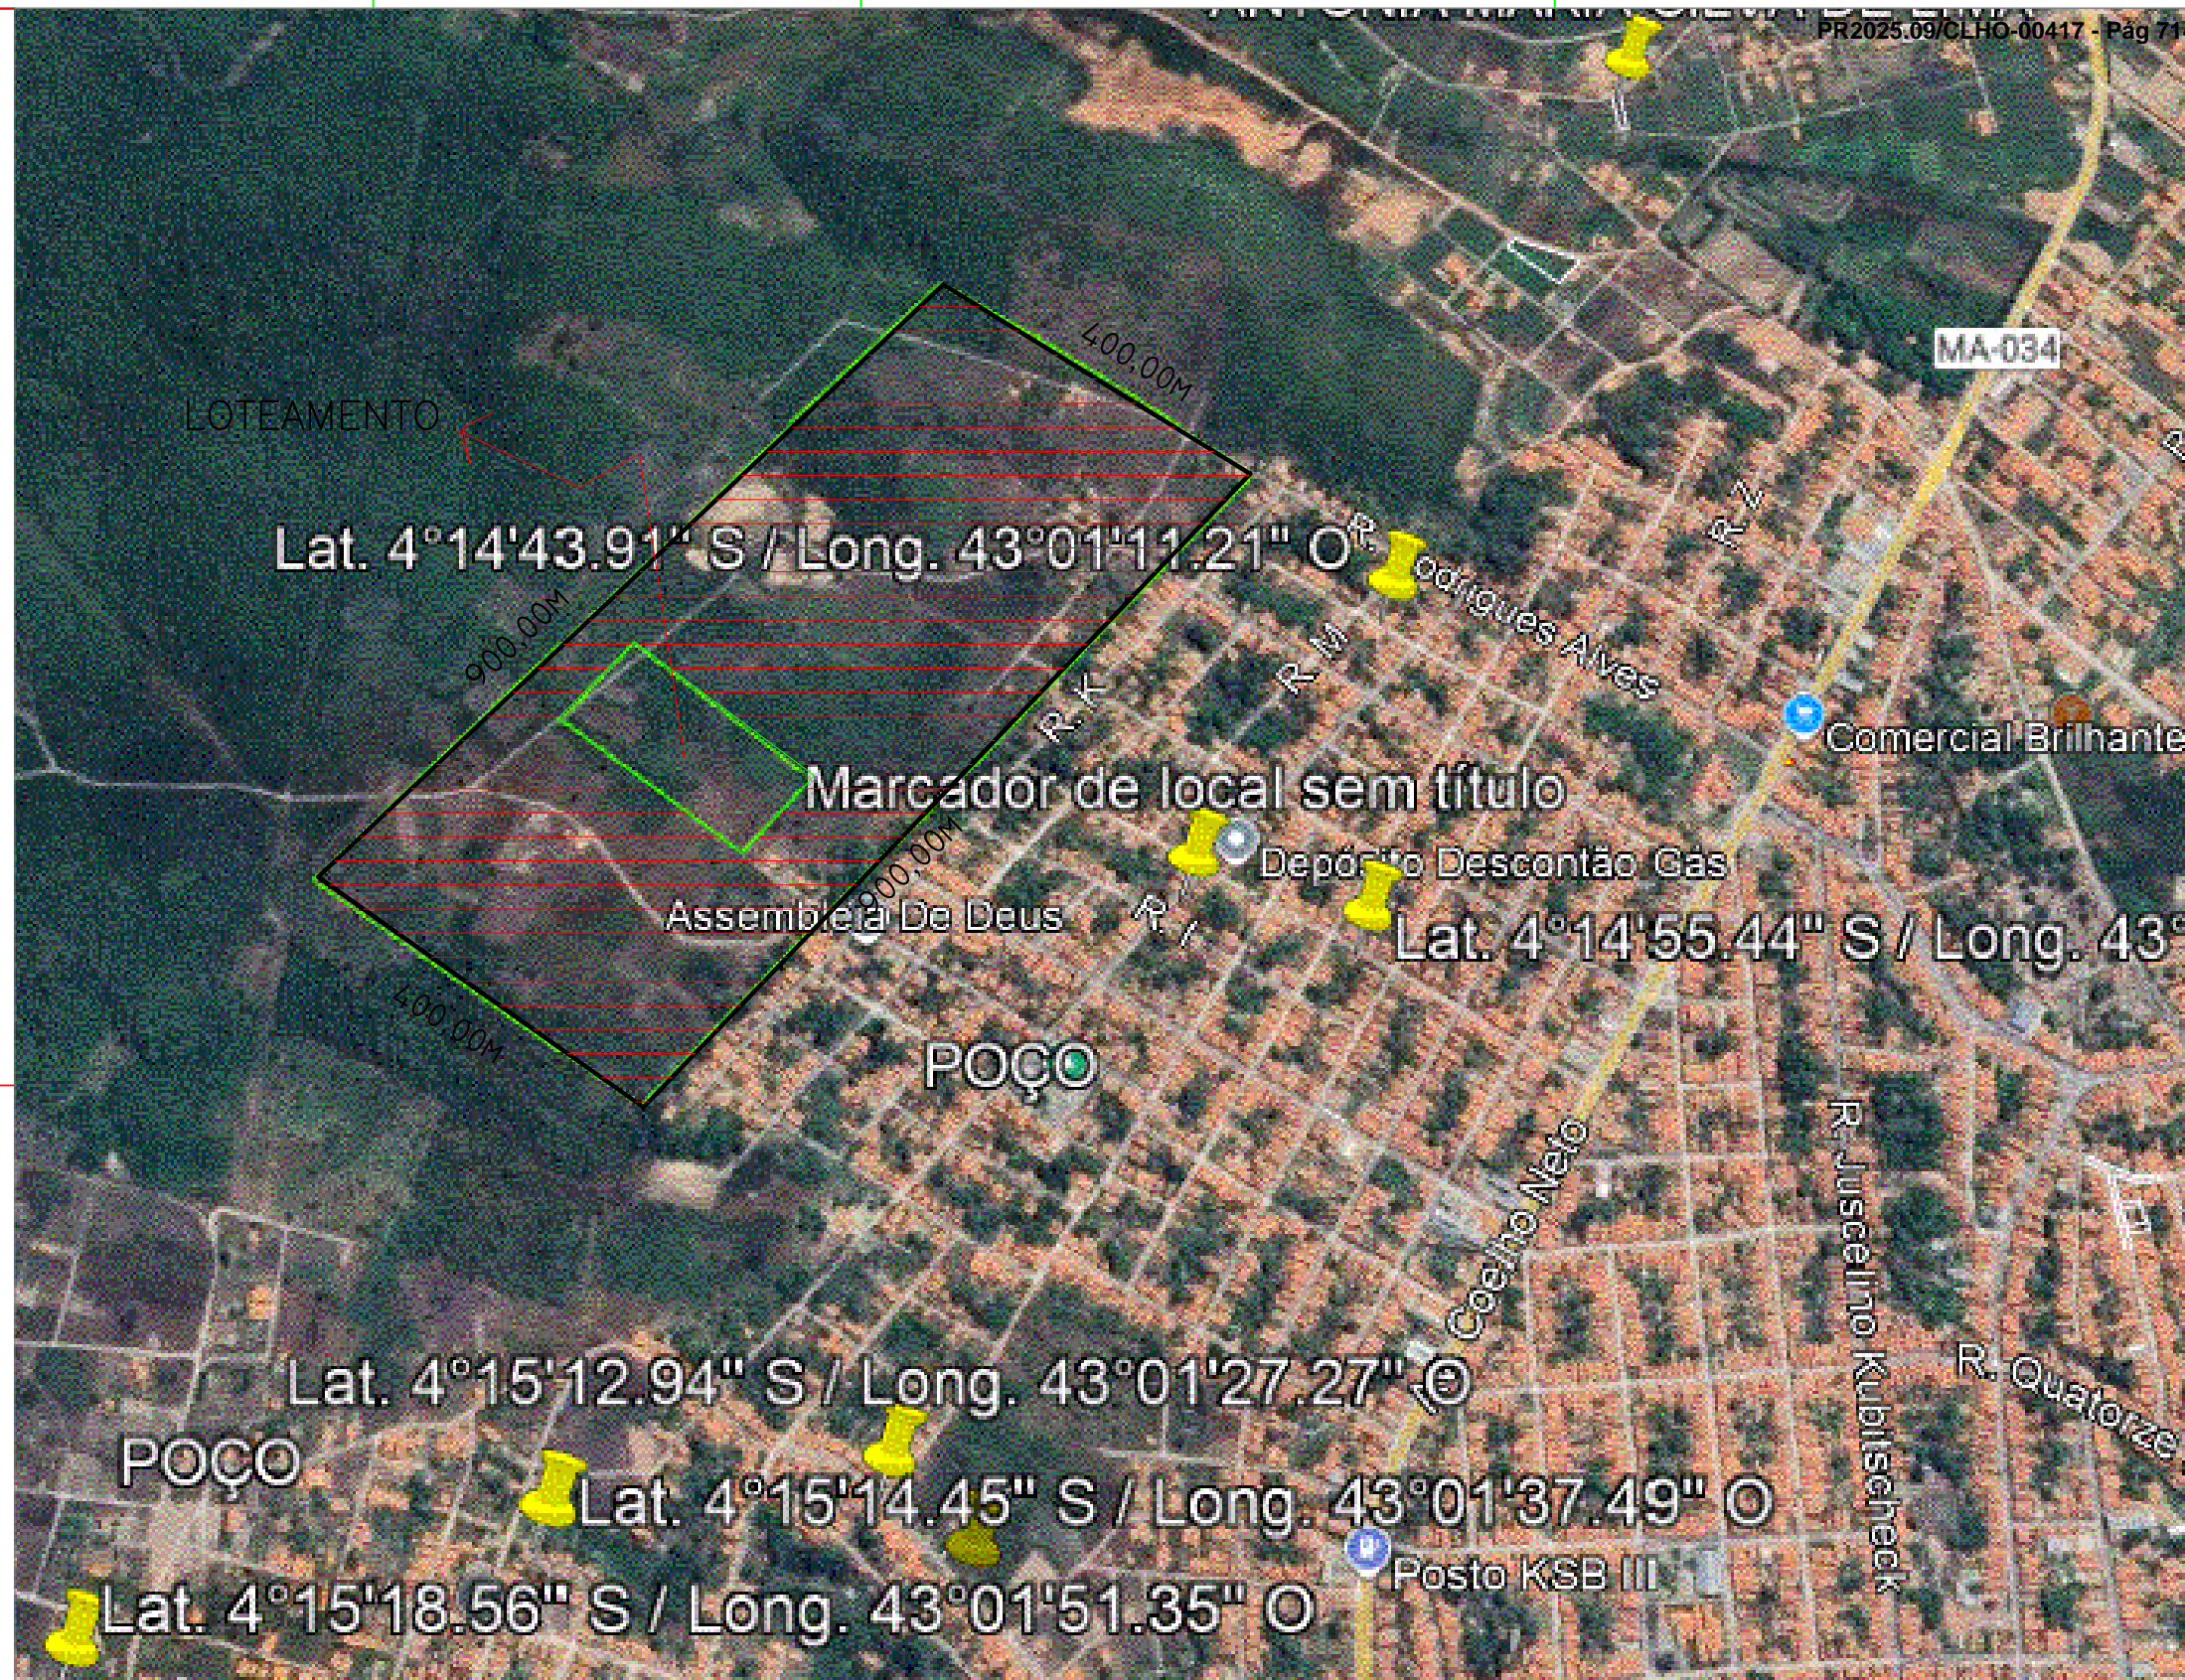 PR2025.09/CLHO-00417 - Pág 71
MA-034
400,00M
LOTEAMENTO
R. Z
Lat. 4°14'43.91" S / Long. 43°01'11.21" O
R. Rodrigues Alves
900,00M
R. M
R. K
Comercial Brilhante
Marcador de local sem título
Depósito Descontão Gás
900,00M
Assembleia De Deus
R. I
Lat. 4°14'55.44" S / Long. 43°
400,00M
POÇO
Coelho Neto
R. Juscelino Kubitscheck
R. Quatorze
Lat. 4°15'12.94" S / Long. 43°01'27.27" O
POÇO
Lat. 4°15'14.45" S / Long. 43°01'37.49" O
Posto KSB III
Lat. 4°15'18.56" S / Long. 43°01'51.35" O